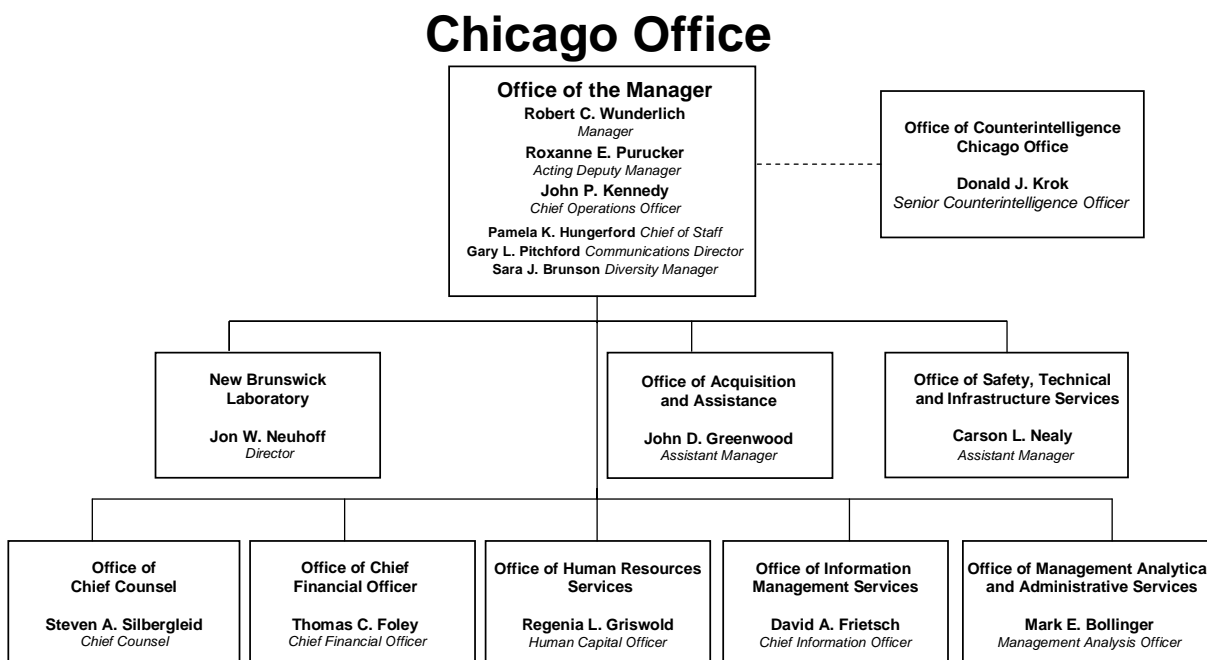 Chicago Office
Office of the Manager
Robert C. Wunderlich
Manager
Roxanne E. Purucker
Acting Deputy Manager
John P. Kennedy
Chief Operations Officer
Pamela K. Hungerford Chief of Staff
Gary L. Pitchford Communications Director
Sara J. Brunson Diversity Manager
Office of Counterintelligence
Chicago Office
Donald J. Krok
Senior Counterintelligence Officer
New Brunswick
Laboratory
Jon W. Neuhoff
Director
Office of Acquisition
and Assistance
John D. Greenwood
Assistant Manager
Office of Safety, Technical
and Infrastructure Services
Carson L. Nealy
Assistant Manager
Office of
Chief Counsel
Steven A. Silbergleid
Chief Counsel
Office of Chief
Financial Officer
Thomas C. Foley
Chief Financial Officer
Office of Human Resources
Services
Regenia L. Griswold
Human Capital Officer
Office of Information
Management Services
David A. Frietsch
Chief Information Officer
Office of Management Analytica
and Administrative Services
Mark E. Bollinger
Management Analysis Officer